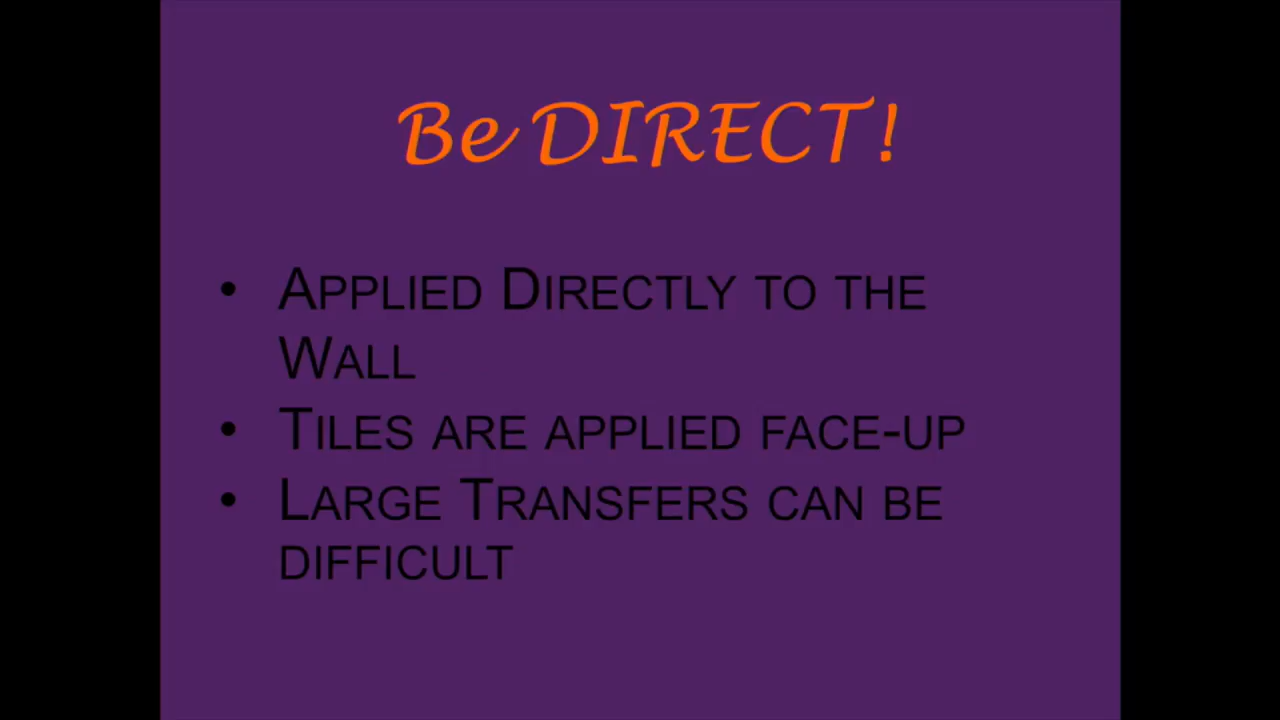 Be DIRECT!
• Applied Directly to the
Wall
• Tiles are applied face-up
• Large Transfers can be
difficult